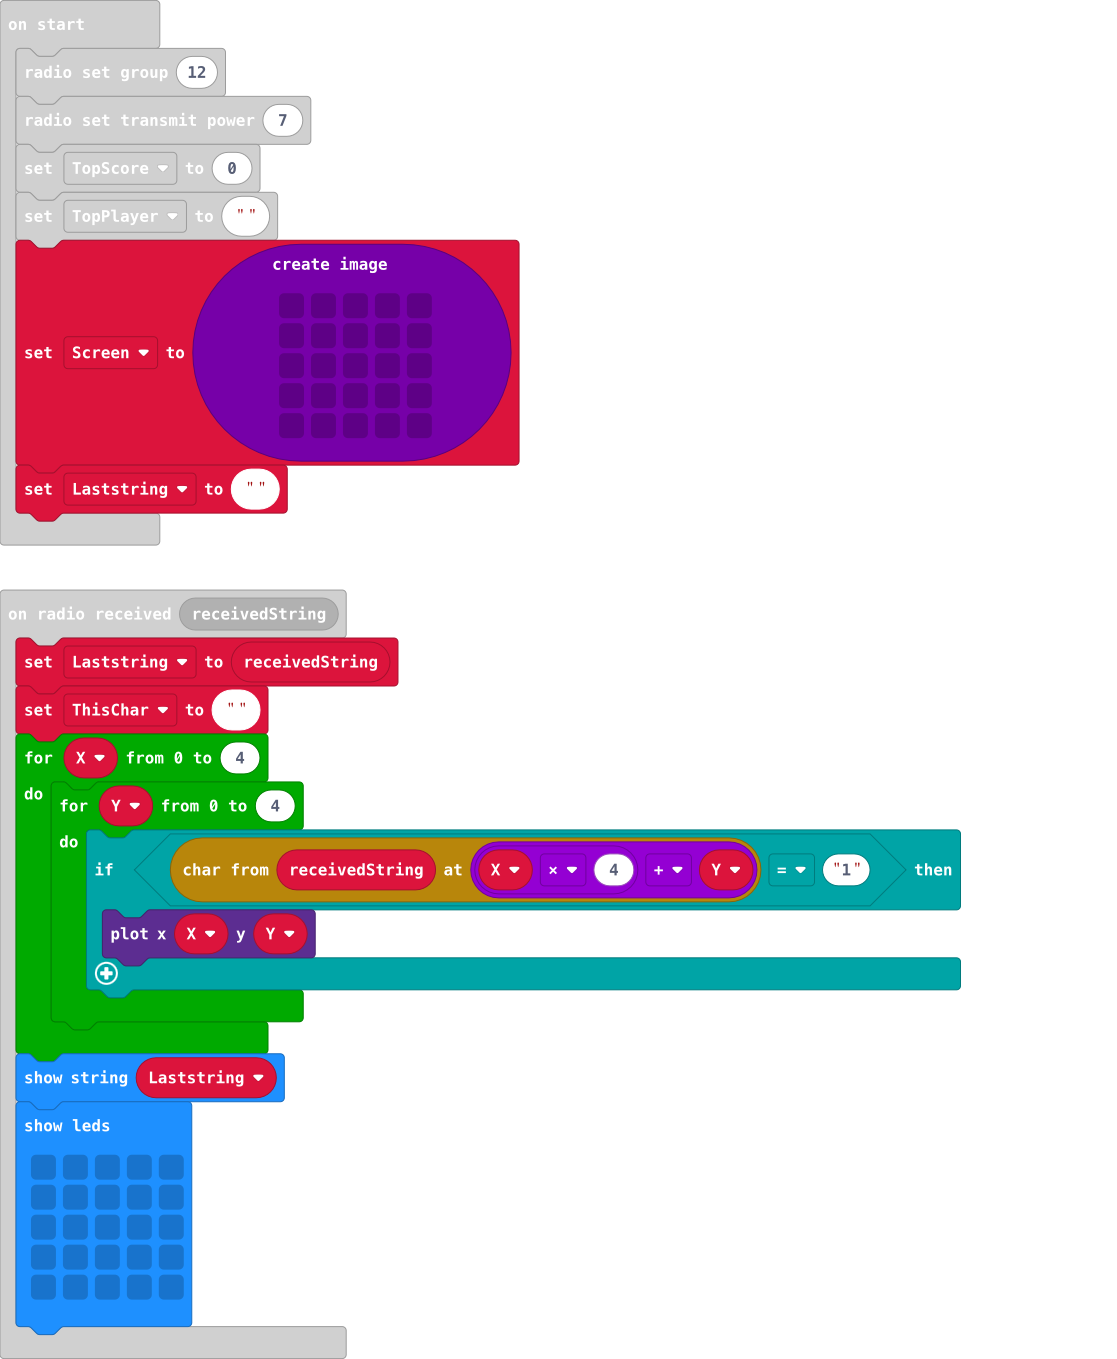 on start
radio set group 12
radio set transmit power 7
set TopScore to 0
set TopPlayer to " "
create image
set Screen to
set Laststring to " "
on radio received receivedString
set Laststring to receivedString
set ThisChar to " "
for X from 0 to 4
do
for Y from 0 to 4
do
if char from receivedString at X × 4 + Y = "1" then
plot x X y Y
show string Laststring
show leds